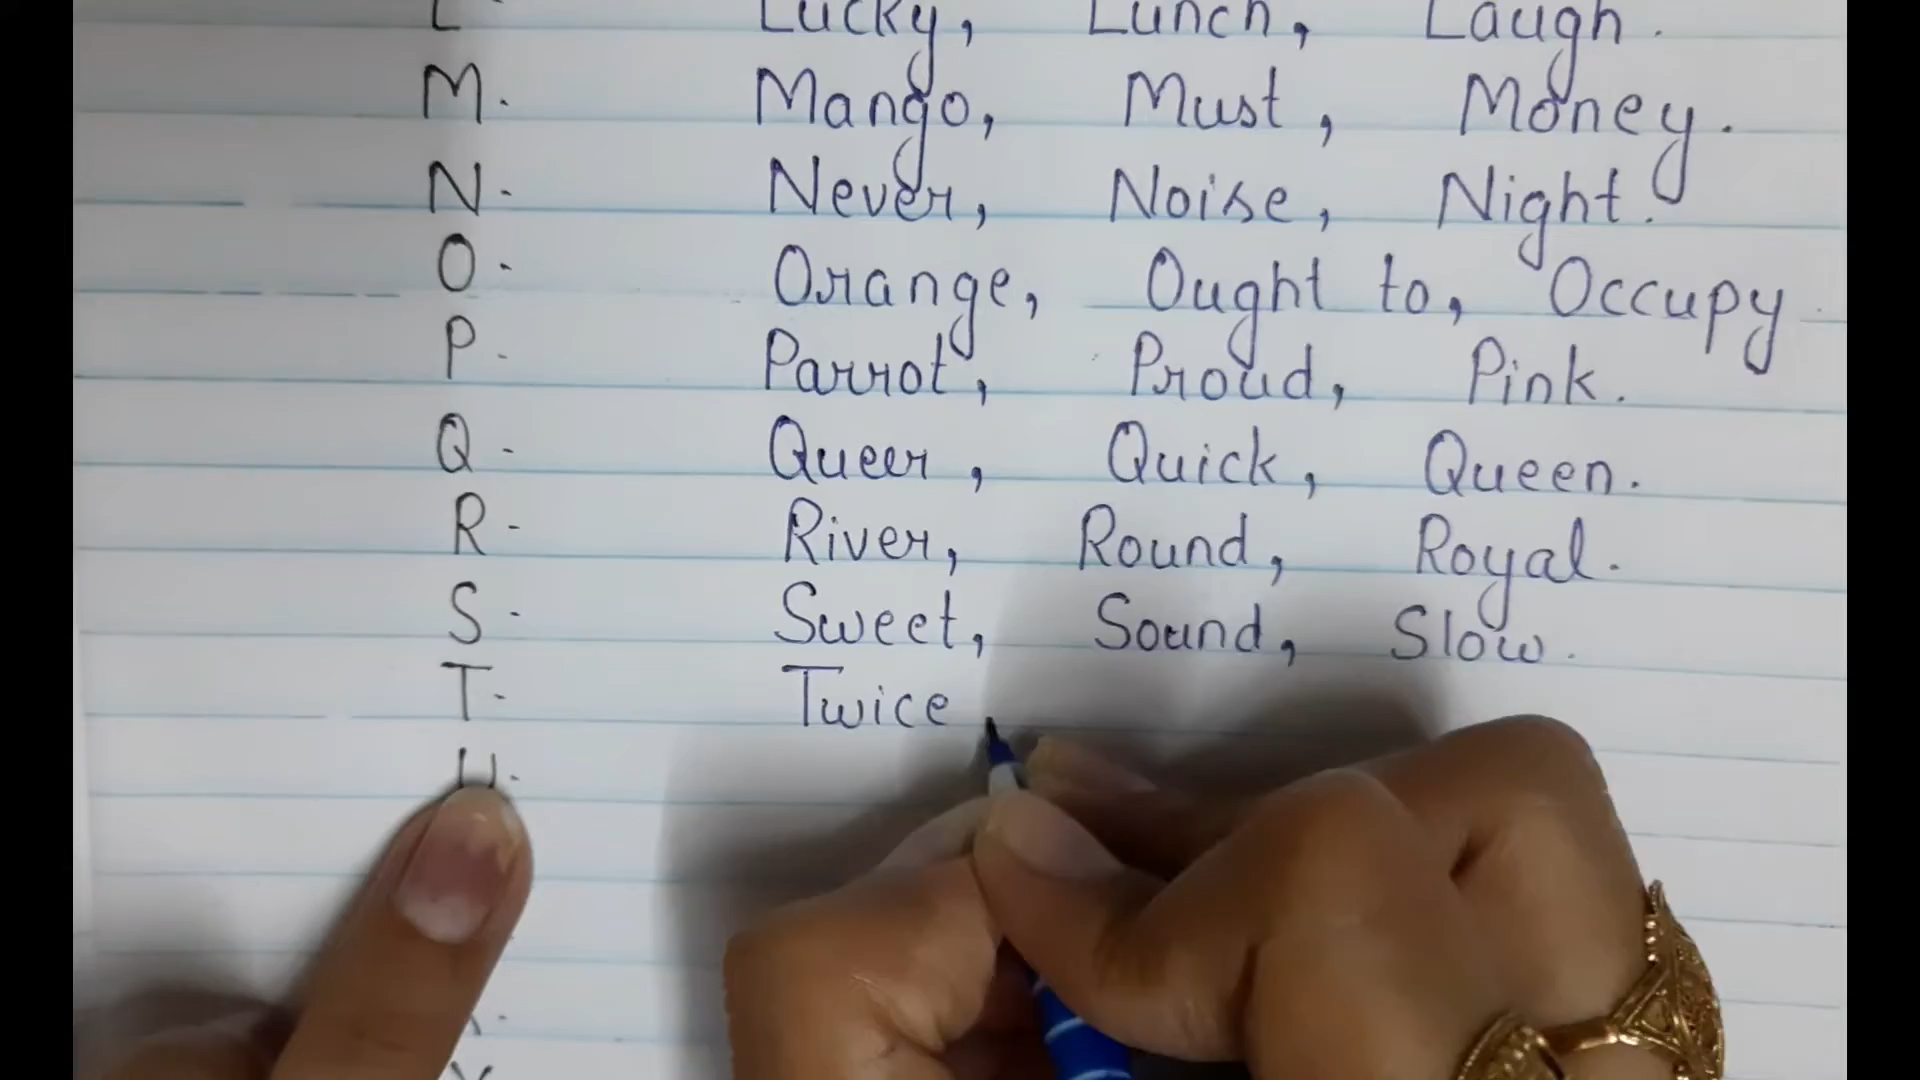 L - Lucky, Lunch, Laugh.
M. Mango, Must, Money.
N - Never, Noise, Night.
O - Orange, Ought to, Occupy
P - Parrot, Proud, Pink.
Q - Queer, Quick, Queen.
R - River, Round, Royal.
S - Sweet, Sound, Slow.
T - Twice
U -